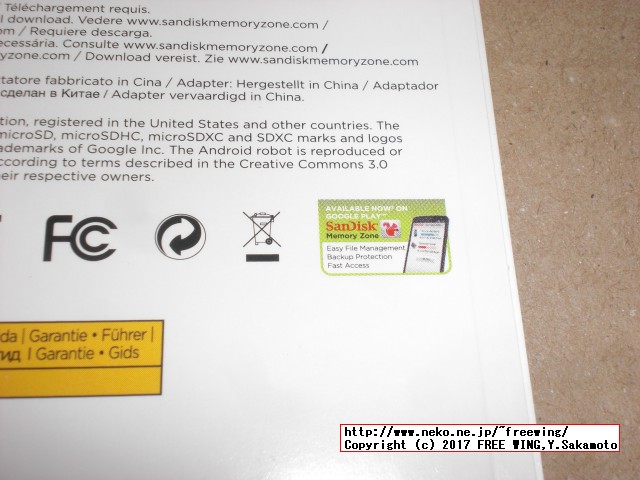 / Téléchargement requis.
l download. Vedere www.sandiskmemoryzone.com /
com / Requiere descarga.
ecessária. Consulte www.sandiskmemoryzone.com /
yzone.com / Download vereist. Zie www.sandiskmemoryzone.com
tatore fabbricato in Cina / Adapter: Hergestellt in China / Adaptador
сделан в Китае / Adapter vervaardigd in China.
tion, registered in the United States and other countries. The
microSD, microSDHC, microSDXC and SDXC marks and logos
ademarks of Google Inc. The Android robot is reproduced or
ccording to terms described in the Creative Commons 3.0
eir respective owners.
FC
AVAILABLE NOW ON
GOOGLE PLAY
SanDisk
Memory Zone
Easy File Management
Backup Protection
Fast Access
da | Garantie • Führer |
ид | Garantie • Gids
http://www.neko.ne.jp/~freewing/
Copyright (c) 2017 FREE WING,Y.Sakamoto